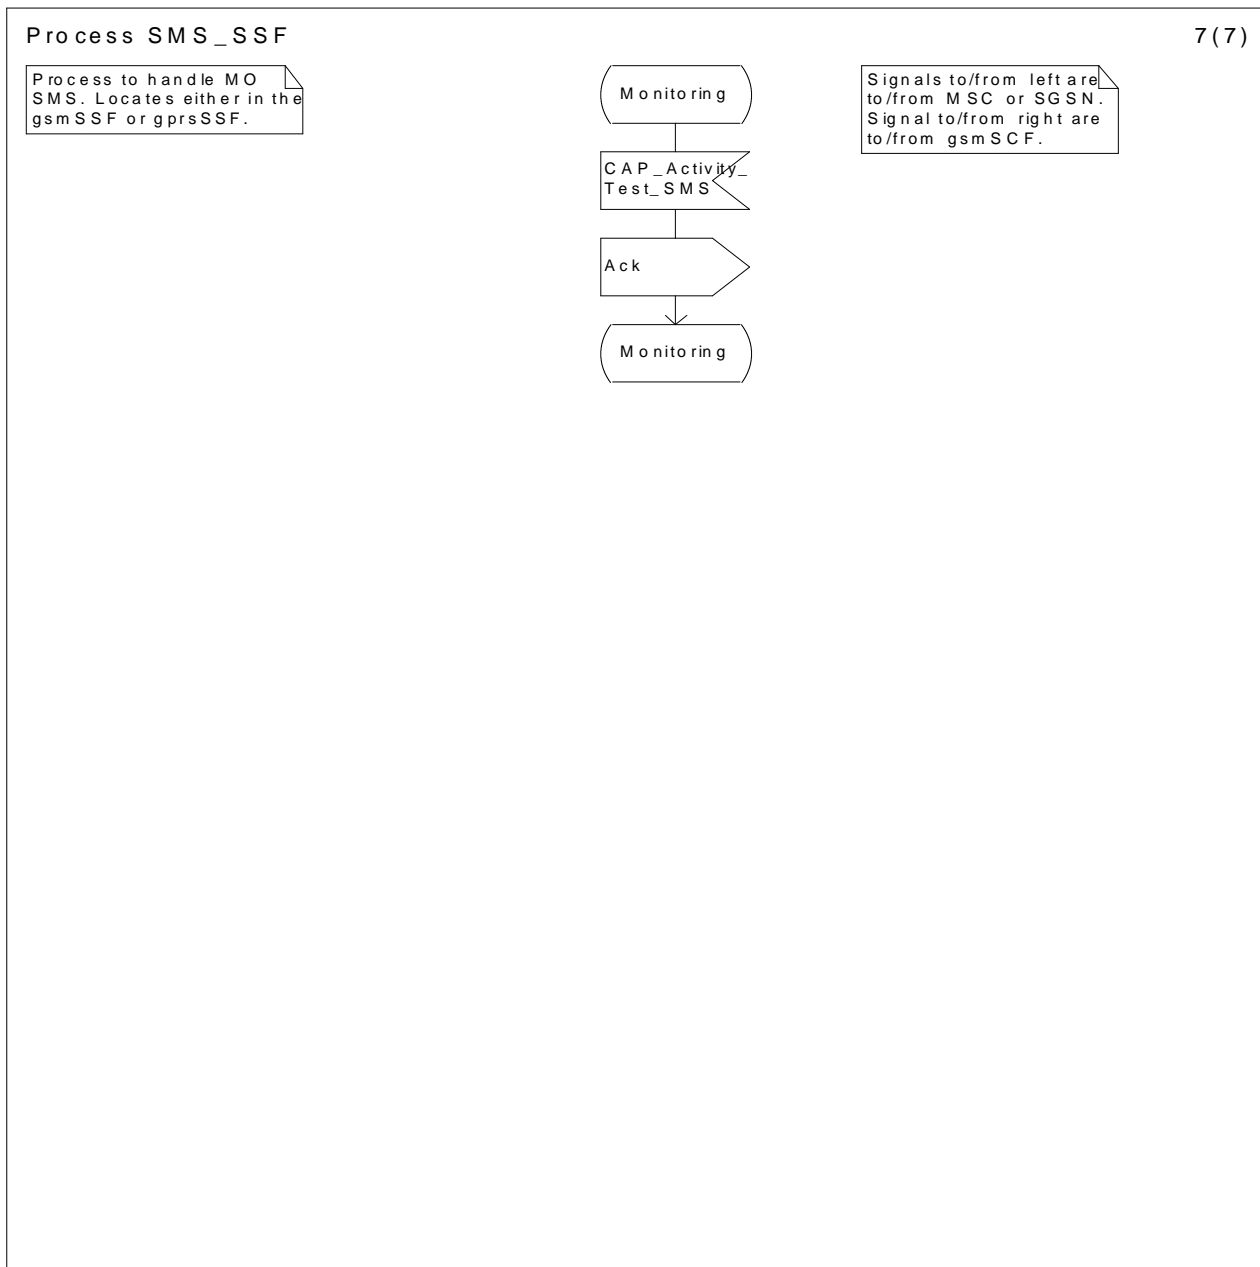 Process SMS_SSF
7(7)
Process to handle MO
SMS. Locates either in the
gsmSSF or gprsSSF.
Monitoring
Signals to/from left are
to/from MSC or SGSN.
Signal to/from right are
to/from gsmSCF.
CAP_Activity_
Test_SMS
Ack
Monitoring